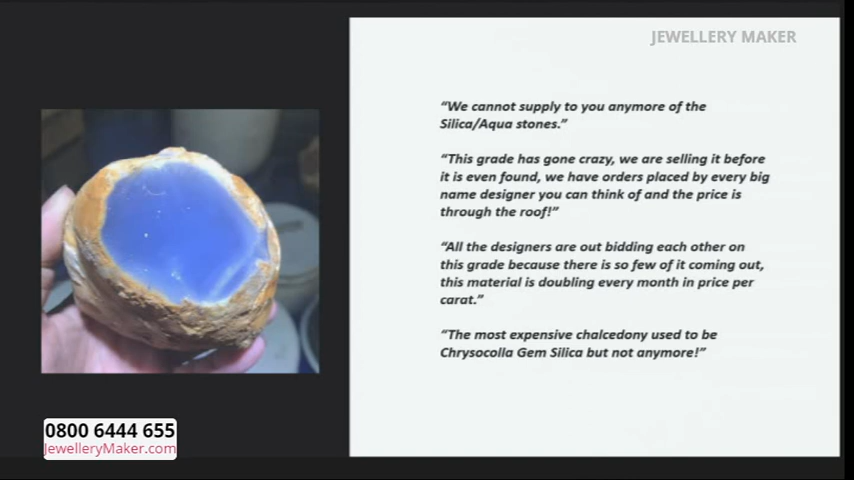 JEWELLERY MAKER
“We cannot supply to you anymore of the
Silica/Aqua stones.”
“This grade has gone crazy, we are selling it before
it is even found, we have orders placed by every big
name designer you can think of and the price is
through the roof!”
“All the designers are out bidding each other on
this grade because there is so few of it coming out,
this material is doubling every month in price per
carat.”
“The most expensive chalcedony used to be
Chrysocolla Gem Silica but not anymore!”
0800 6444 655
JewelleryMaker.com